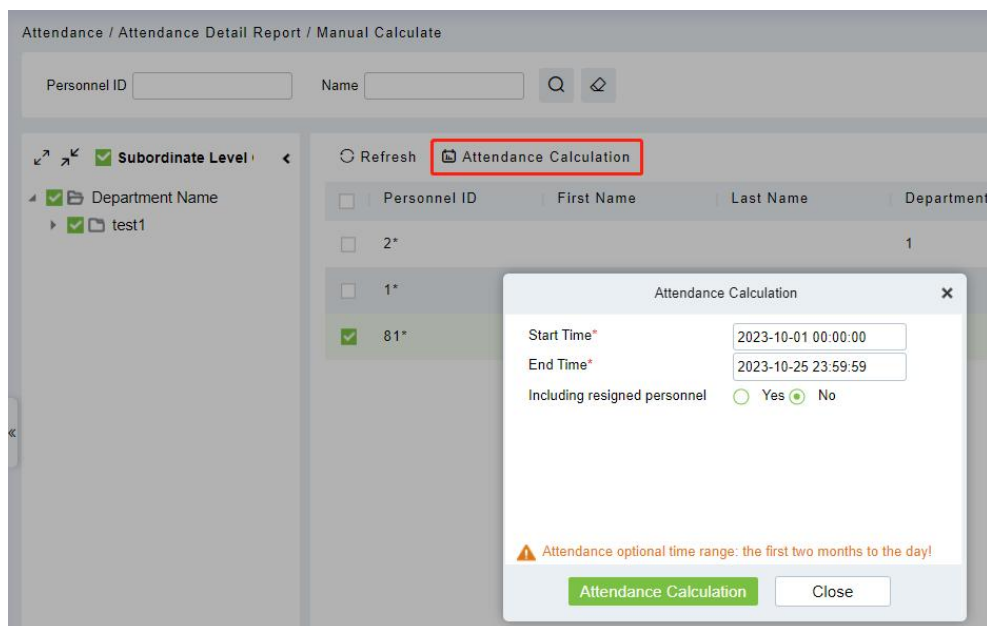 Attendance / Attendance Detail Report / Manual Calculate
Personnel ID Name
Subordinate Level
Refresh Attendance Calculation
Department Name
test1
Personnel ID First Name Last Name Department
2* 1
1*
81*
Attendance Calculation
Start Time* 2023-10-01 00:00:00
End Time* 2023-10-25 23:59:59
Including resigned personnel Yes No
Attendance optional time range: the first two months to the day!
Attendance Calculation Close